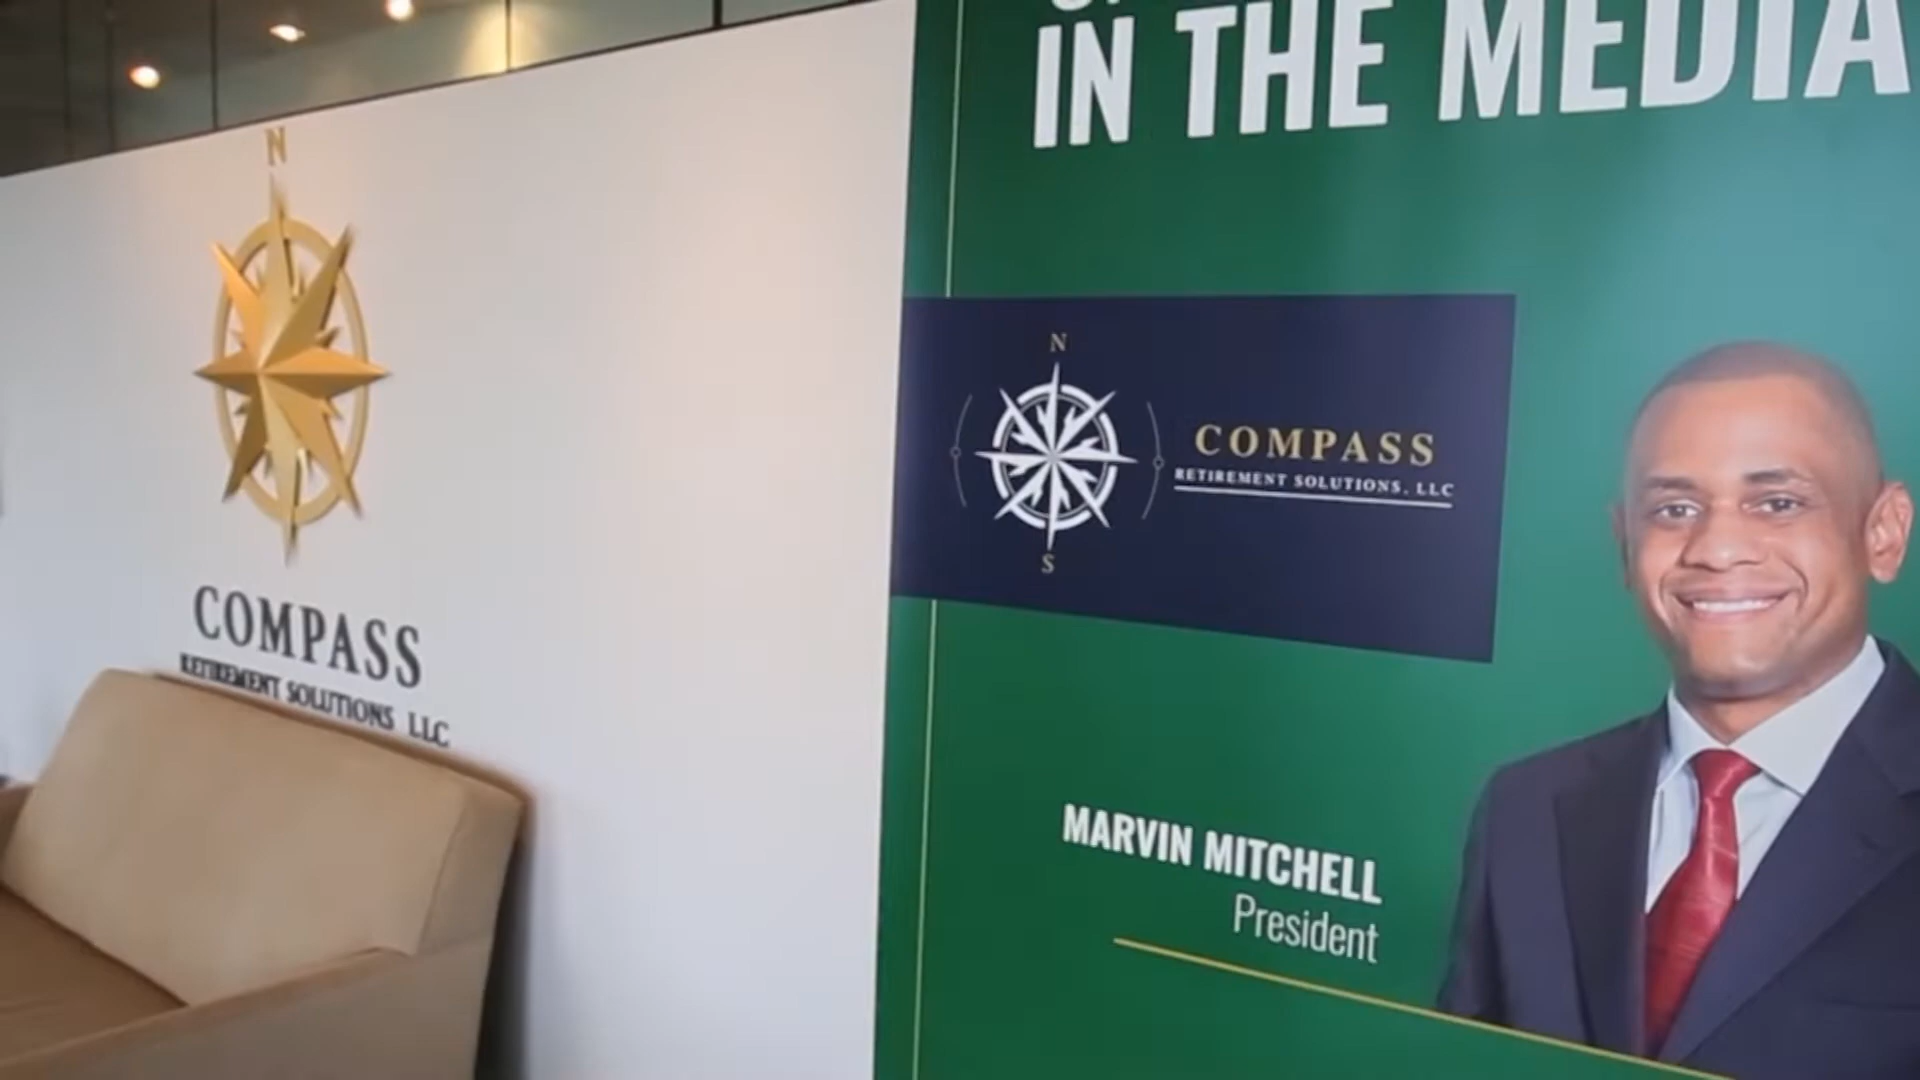 N
COMPASS
RETIREMENT SOLUTIONS LLC
IN THE MEDIA
N
COMPASS
RETIREMENT SOLUTIONS, LLC
S
MARVIN MITCHELL
President